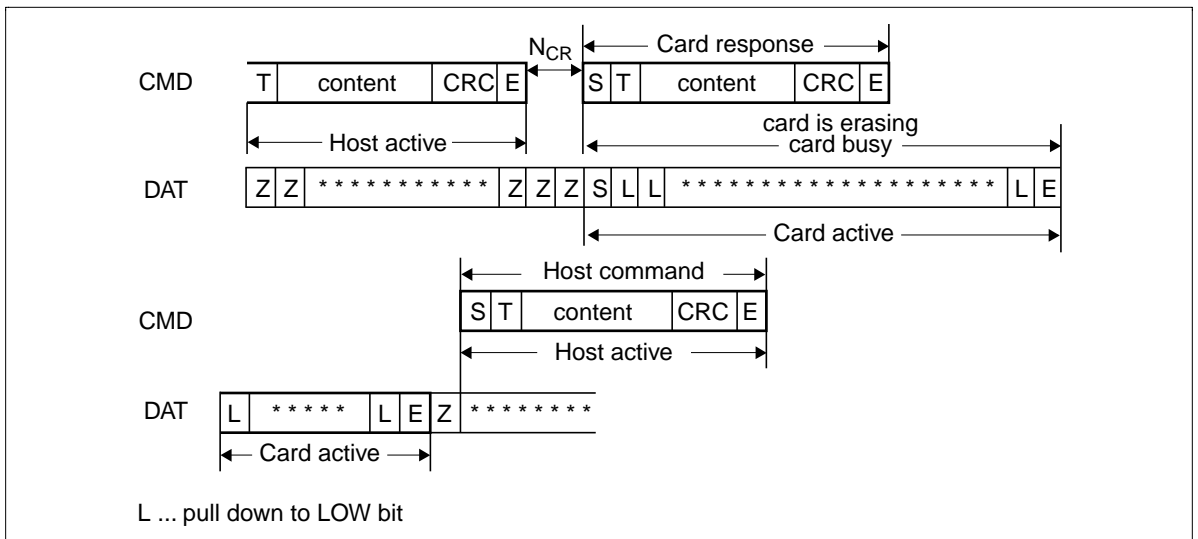 N_CR Card response
CMD T content CRC E S T content CRC E
card is erasing
Host active card busy
DAT Z Z * * * * * * * * * * * Z Z Z S L L * * * * * * * * * * * * * * * * * * * * L E
Card active
Host command
CMD S T content CRC E
Host active
DAT L * * * * * L E Z * * * * * * * *
Card active
L ... pull down to LOW bit